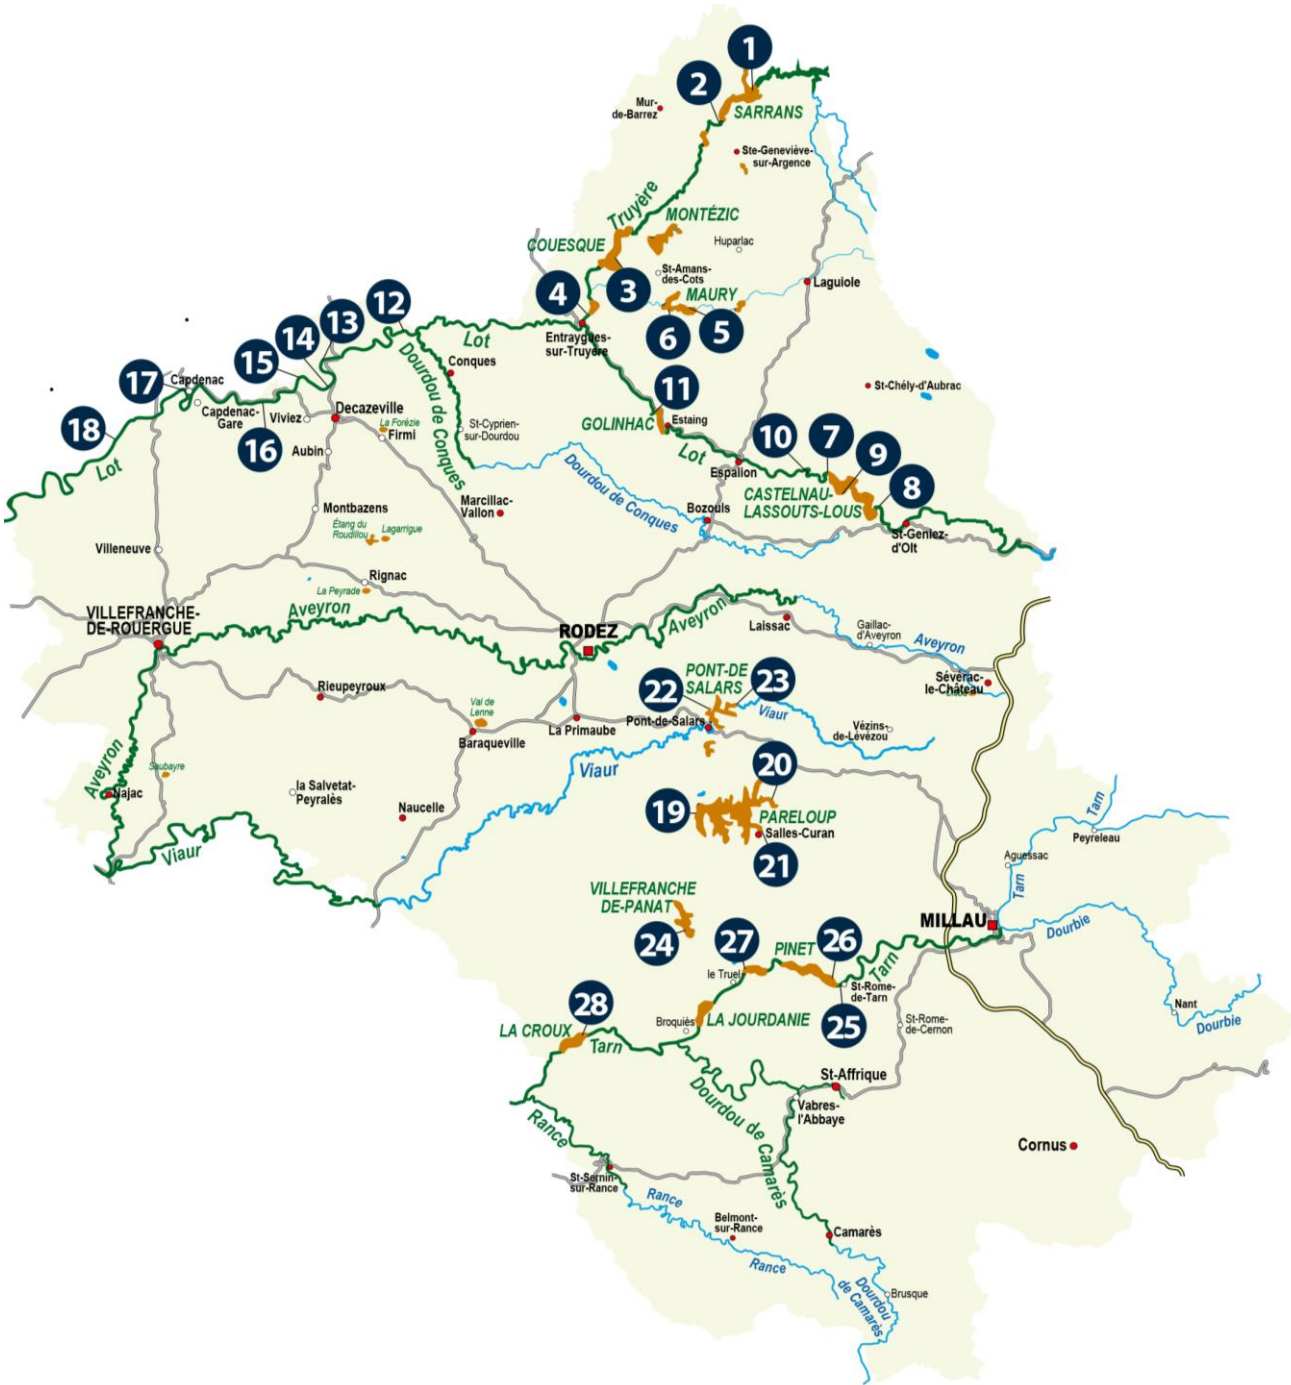 1
2
Mur-
de-Barrez
SARRANS
Ste-Geneviève-
sur-Argence
Truyère
MONTÉZIC
COUESQUE
Huparlac
St-Amans-
des-Cots
3
4
MAURY
Laguiole
6
5
Entraygues-
sur-Truyère
12
13
14
15
17
18
16
Lot
Conques
Dourdou de Conques
Capdenac
Capdenac-
Gare
Viviez
Decazeville
La Forézie
Firmi
Aubin
Lot
St-Cyprien-
sur-Dourdou
11
GOLINHAC
Estaing
St-Chély-d'Aubrac
Lot
10
7
9
8
Espalion
CASTELNAU-
LASSOUTS-LOUS
St-Geniez-
d'Olt
Dourdou
de Conques
Bozouls
Marcillac-
Vallon
Montbazens
Étang du
Roudillou
Lagarrigue
Villeneuve
Rignac
La Peyrade
VILLEFRANCHE-
DE-ROUERGUE
Aveyron
RODEZ
Aveyron
Laissac
Gaillac-
d'Aveyron
Aveyron
Sévérac-
le-Château
PONT-DE
SALARS
22
23
Pont-de-Salars
Viaur
Vézins-
de-Lévézou
Rieupeyroux
Val de
Lenne
Baraqueville
La Primaube
Viaur
Aveyron
Najac
Saubayre
la Salvetat-
Peyralès
Naucelle
Viaur
20
19
PARELOUP
Salles-Curan
21
Tarn
Peyreleau
Aguessac
Tarn
VILLEFRANCHE
DE-PANAT
24
MILLAU
Dourbie
27
PINET
26
le Truel
Tarn
St-Rome-
de-Tarn
25
Nant
Dourbie
28
LA CROUX
Tarn
Broquiès
LA JOURDANIE
St-Rome-
de-Cernon
St-Affrique
Vabres-
l'Abbaye
Dourdou de Camarès
Rance
Cornus
St-Sernin-
sur-Rance
Rance
Belmont-
sur-Rance
Rance
Camarès
Dourdou
de Camarès
Brusque